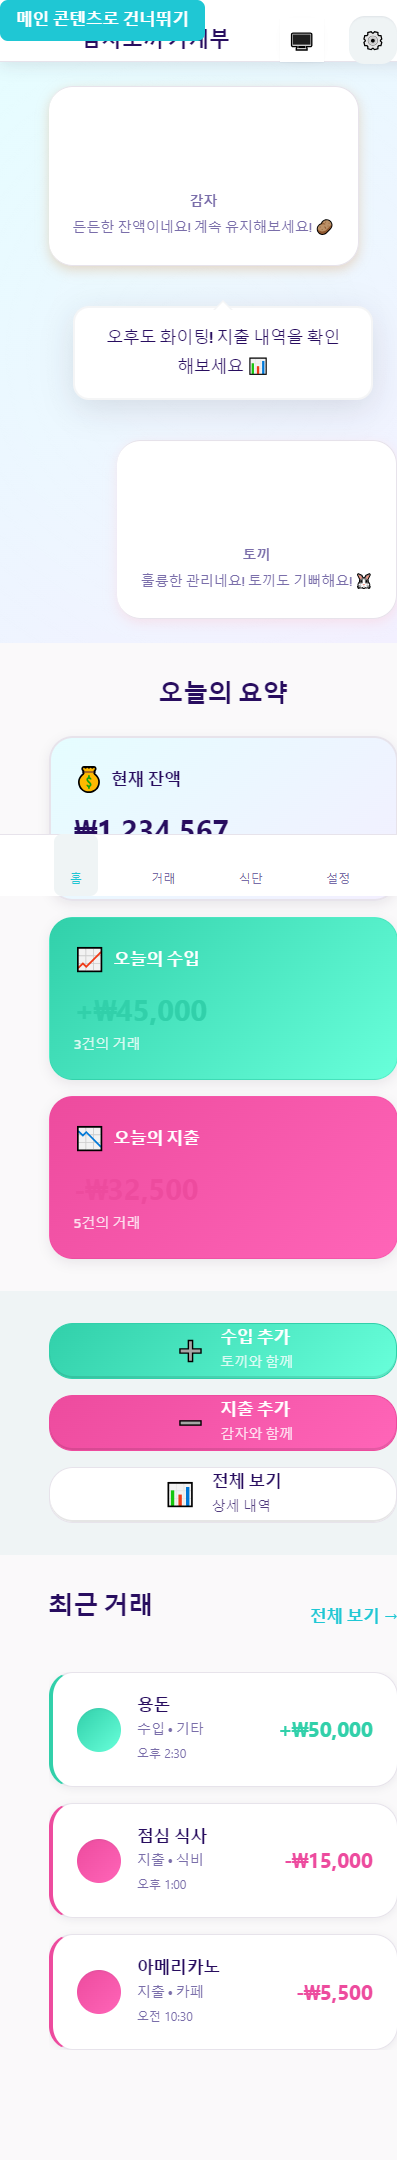 메인 콘텐츠로 건너뛰기
가계부
감자
든든한 잔액이네요! 계속 유지해보세요! 🥔
오후도 화이팅! 지출 내역을 확인
해보세요 📊
토끼
훌륭한 관리네요! 토끼도 기뻐해요! 🐰
오늘의 요약
💰 현재 잔액
₩1,234,567
홈 거래 식단 설정
📈 오늘의 수입
+₩45,000
3건의 거래
📉 오늘의 지출
-₩32,500
5건의 거래
➕ 수입 추가
토끼와 함께
➖ 지출 추가
감자와 함께
📊 전체 보기
상세 내역
최근 거래
전체 보기 →
용돈
수입 • 기타
오후 2:30
+₩50,000
점심 식사
지출 • 식비
오후 1:00
-₩15,000
아메리카노
지출 • 카페
오전 10:30
-₩5,500